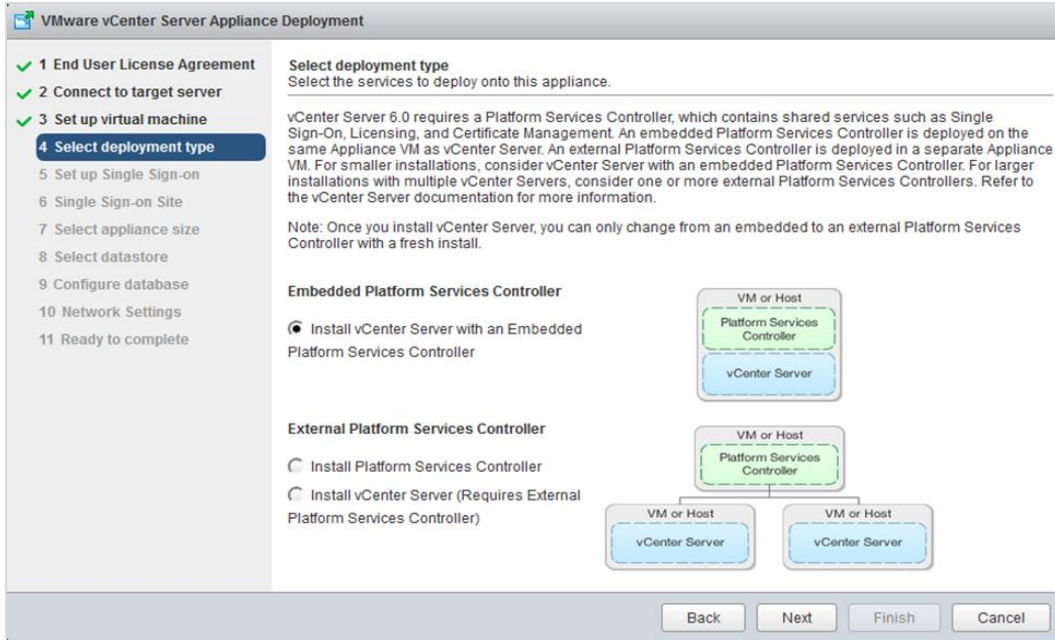 VMware vCenter Server Appliance Deployment
1 End User License Agreement
2 Connect to target server
3 Set up virtual machine
4 Select deployment type
5 Set up Single Sign-on
6 Single Sign-on Site
7 Select appliance size
8 Select datastore
9 Configure database
10 Network Settings
11 Ready to complete
Select deployment type
Select the services to deploy onto this appliance.
vCenter Server 6.0 requires a Platform Services Controller, which contains shared services such as Single
Sign-On, Licensing, and Certificate Management. An embedded Platform Services Controller is deployed on the
same Appliance VM as vCenter Server. An external Platform Services Controller is deployed in a separate Appliance
VM. For smaller installations, consider vCenter Server with an embedded Platform Services Controller. For larger
installations with multiple vCenter Servers, consider one or more external Platform Services Controllers. Refer to
the vCenter Server documentation for more information.
Note: Once you install vCenter Server, you can only change from an embedded to an external Platform Services
Controller with a fresh install.
Embedded Platform Services Controller
Install vCenter Server with an Embedded
Platform Services Controller
VM or Host
Platform Services
Controller
vCenter Server
External Platform Services Controller
Install Platform Services Controller
Install vCenter Server (Requires External
Platform Services Controller)
VM or Host
Platform Services
Controller
VM or Host
vCenter Server
VM or Host
vCenter Server
Back
Next
Finish
Cancel